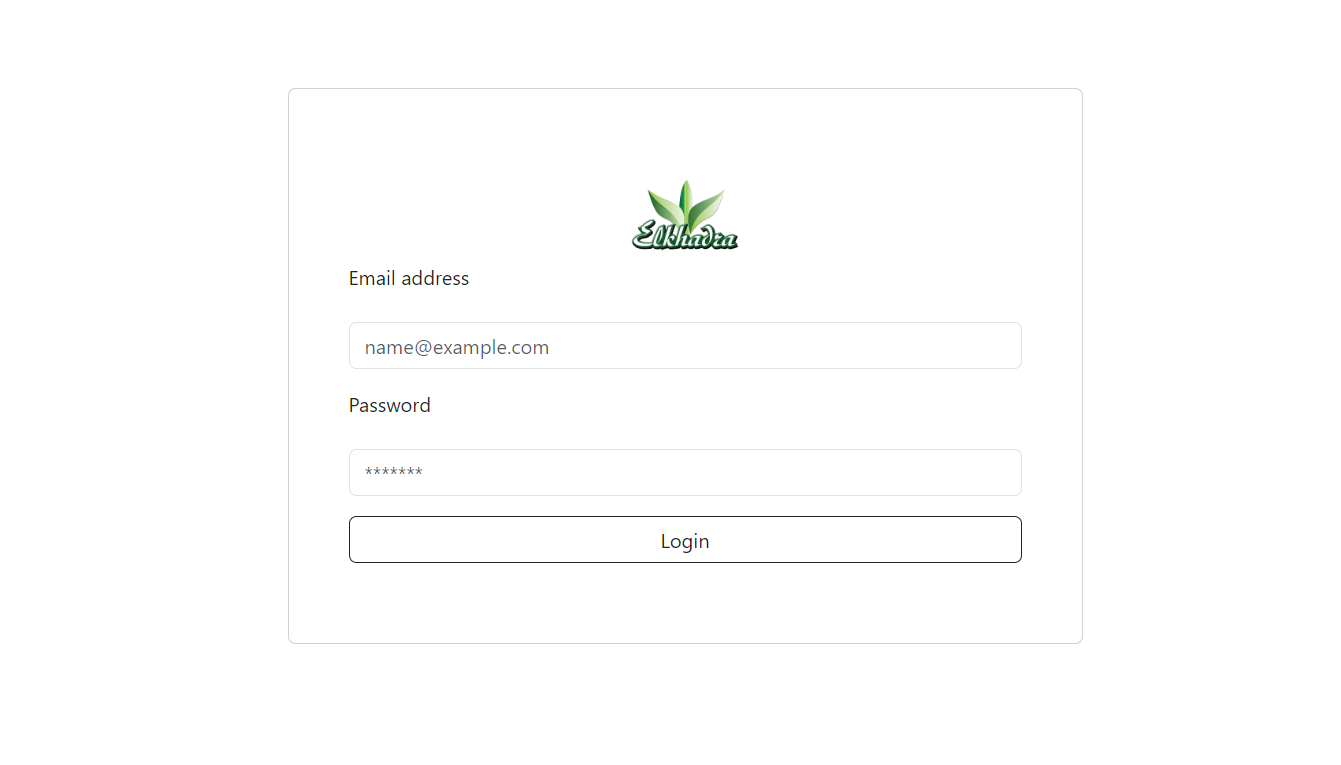 Elkhadra
Email address
name@example.com
Password
*******
Login